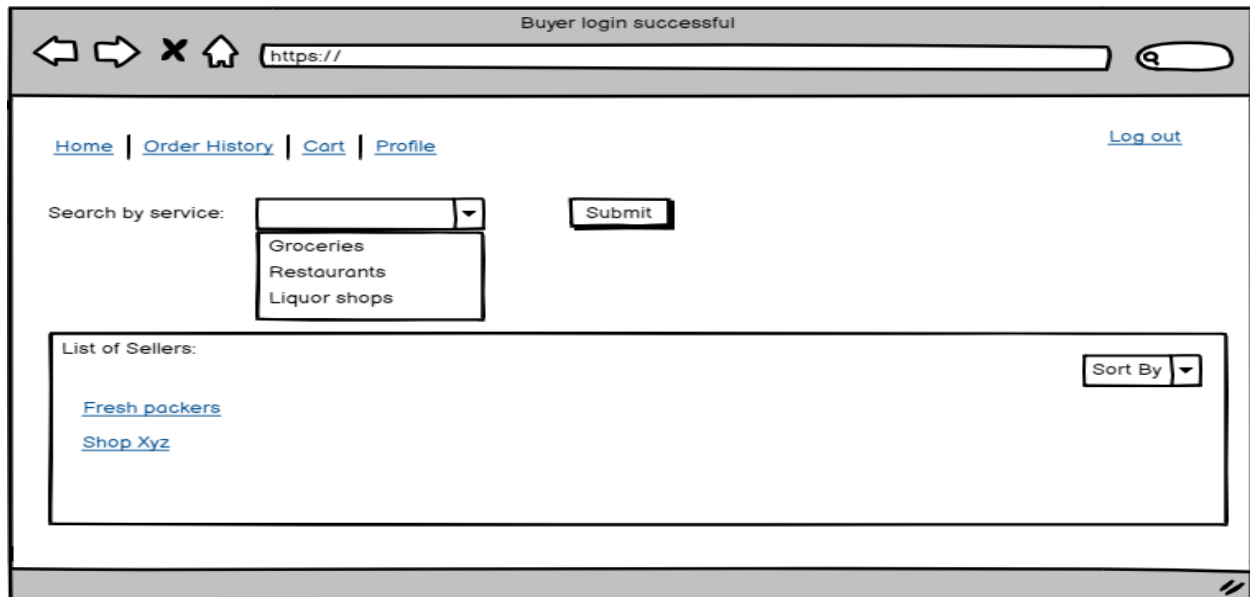 Buyer login successful
https://
Home Order History Cart Profile Log out
Search by service: Submit
Groceries
Restaurants
Liquor shops
List of Sellers:
Sort By
Fresh packers
Shop Xyz